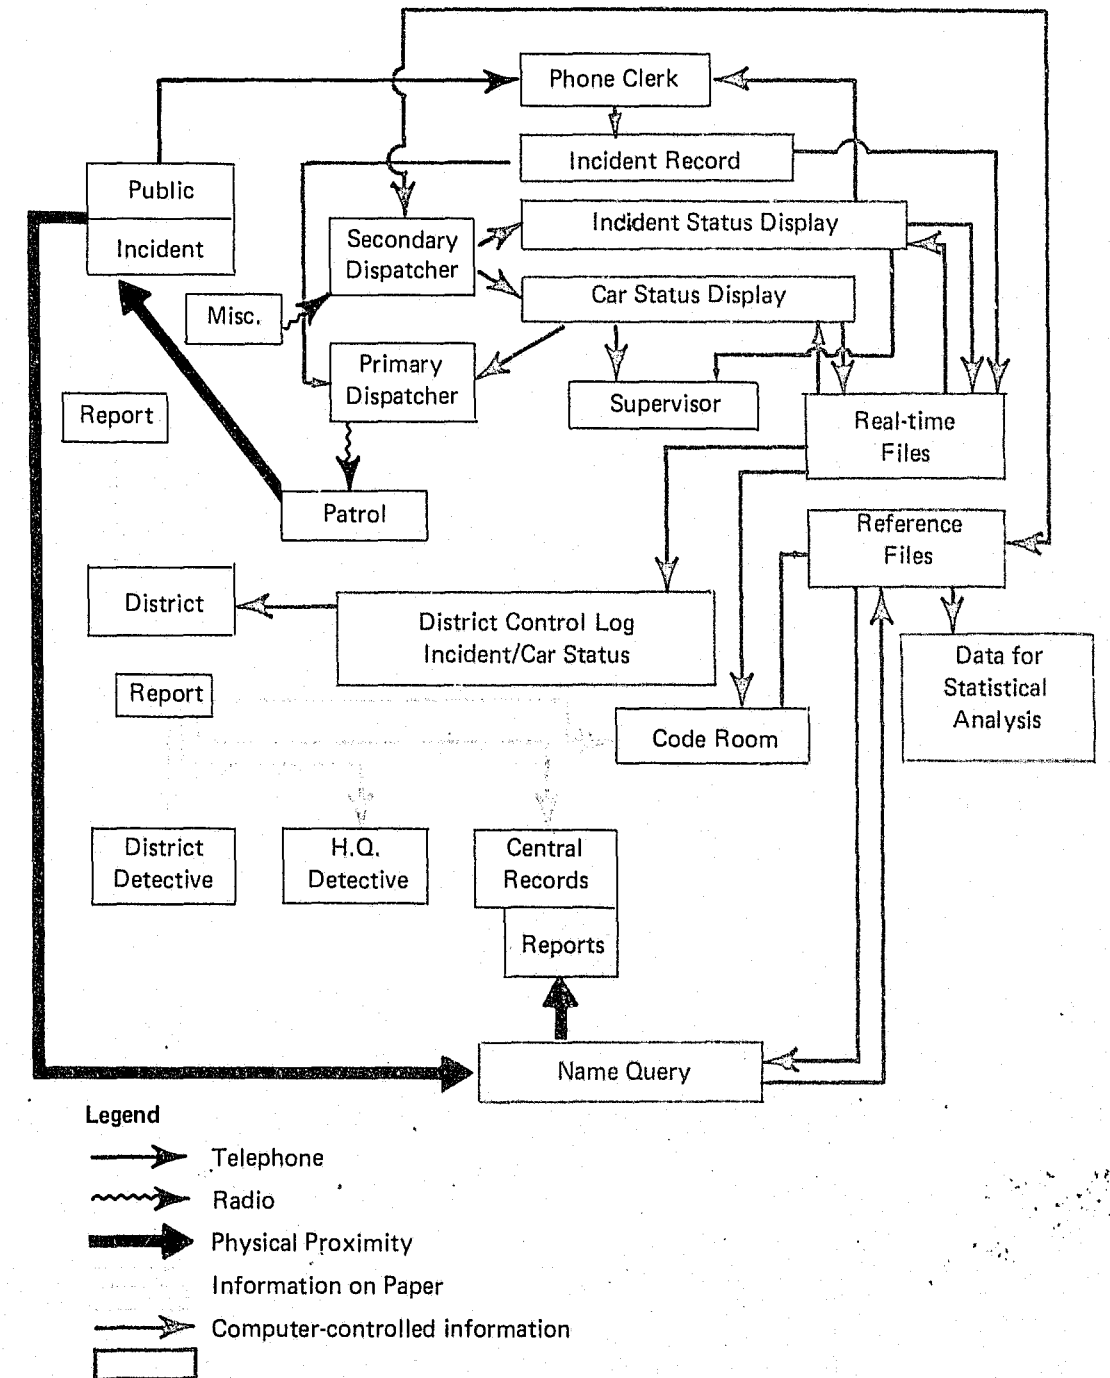 Phone Clerk
Incident Record
Public
Incident
Incident Status Display
Secondary
Dispatcher
Car Status Display
Misc.
Primary
Dispatcher
Supervisor
Report
Real-time
Files
Patrol
Reference
Files
District
District Control Log
Incident/Car Status
Data for
Statistical
Analysis
Report
Code Room
District
Detective
H.Q.
Detective
Central
Records
Reports
Name Query
Legend
Telephone
Radio
Physical Proximity
Information on Paper
Computer-controlled information